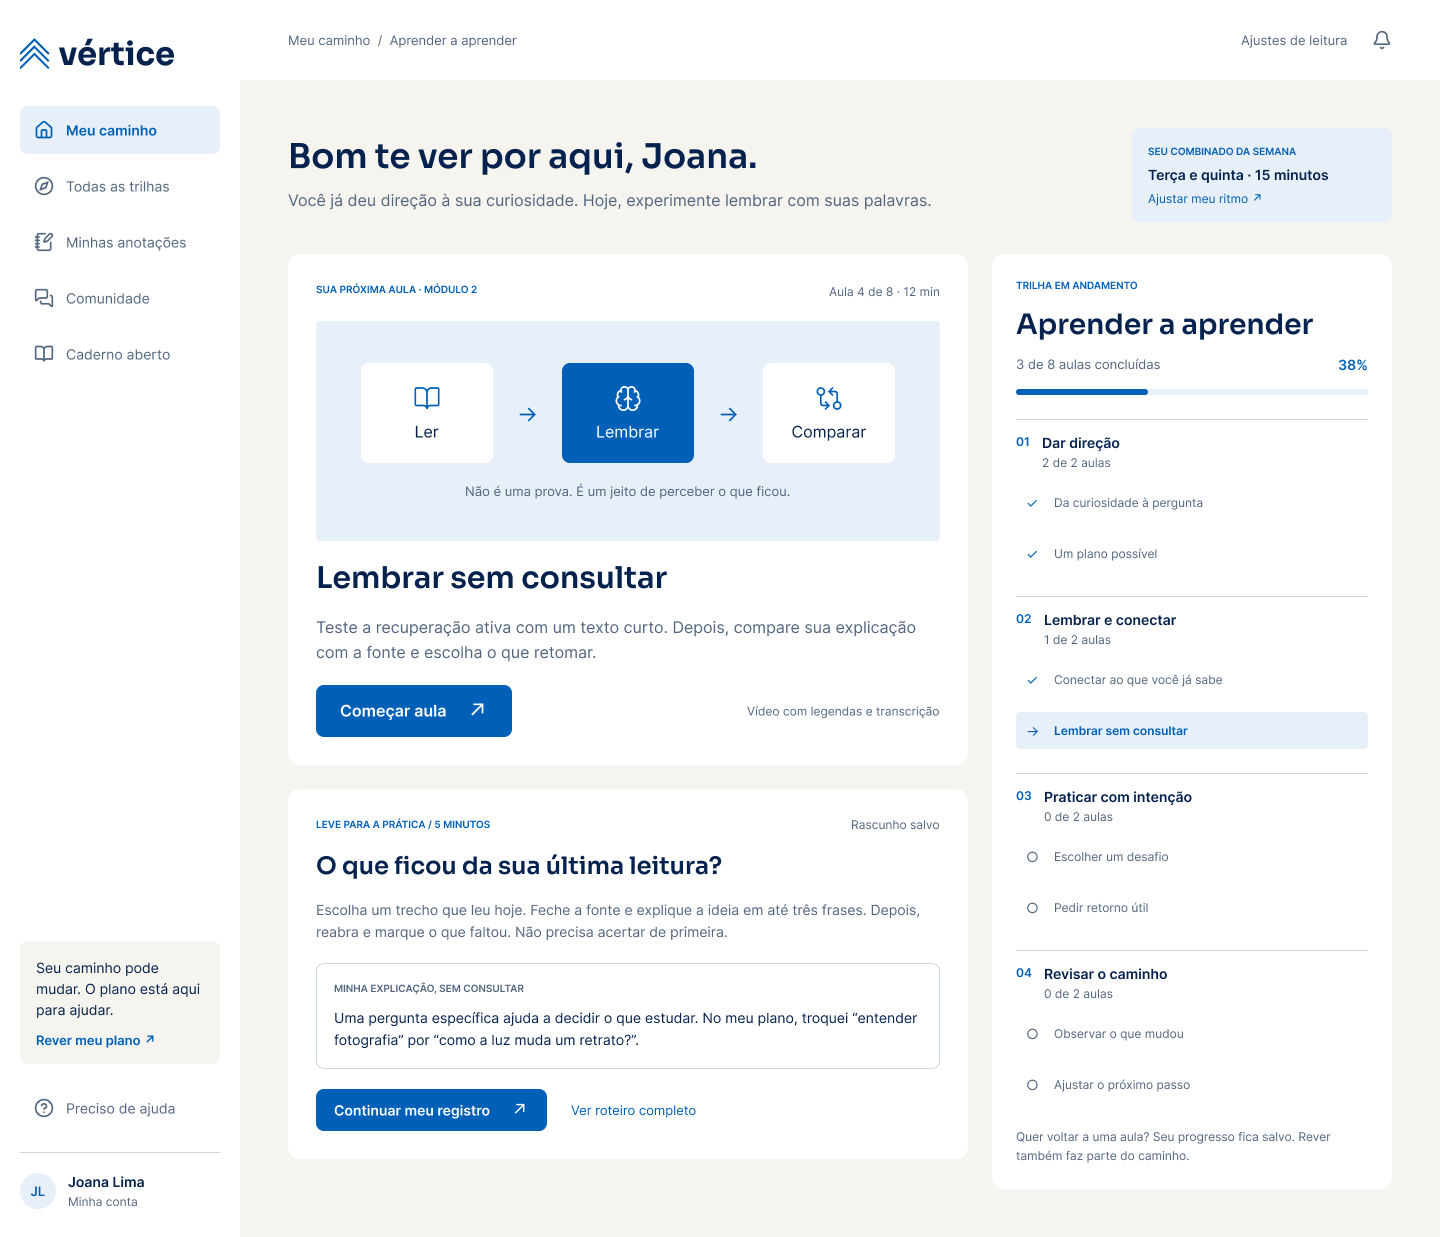 vértice
Meu caminho
Todas as trilhas
Minhas anotações
Comunidade
Caderno aberto
Seu caminho pode
mudar. O plano está aqui
para ajudar.
Rever meu plano ↗
Preciso de ajuda
JL
Joana Lima
Minha conta
Meu caminho / Aprender a aprender
Ajustes de leitura
Bom te ver por aqui, Joana.
Você já deu direção à sua curiosidade. Hoje, experimente lembrar com suas palavras.
SEU COMBINADO DA SEMANA
Terça e quinta · 15 minutos
Ajustar meu ritmo ↗
SUA PRÓXIMA AULA · MÓDULO 2
Aula 4 de 8 · 12 min
Ler
Lembrar
Comparar
Não é uma prova. É um jeito de perceber o que ficou.
Lembrar sem consultar
Teste a recuperação ativa com um texto curto. Depois, compare sua explicação
com a fonte e escolha o que retomar.
Começar aula
Vídeo com legendas e transcrição
LEVE PARA A PRÁTICA / 5 MINUTOS
Rascunho salvo
O que ficou da sua última leitura?
Escolha um trecho que leu hoje. Feche a fonte e explique a ideia em até três frases. Depois,
reabra e marque o que faltou. Não precisa acertar de primeira.
MINHA EXPLICAÇÃO, SEM CONSULTAR
Uma pergunta específica ajuda a decidir o que estudar. No meu plano, troquei “entender
fotografia” por “como a luz muda um retrato?”.
Continuar meu registro
Ver roteiro completo
TRILHA EM ANDAMENTO
Aprender a aprender
3 de 8 aulas concluídas
38%
01 Dar direção
2 de 2 aulas
Da curiosidade à pergunta
Um plano possível
02 Lembrar e conectar
1 de 2 aulas
Conectar ao que você já sabe
Lembrar sem consultar
03 Praticar com intenção
0 de 2 aulas
Escolher um desafio
Pedir retorno útil
04 Revisar o caminho
0 de 2 aulas
Observar o que mudou
Ajustar o próximo passo
Quer voltar a uma aula? Seu progresso fica salvo. Rever
também faz parte do caminho.